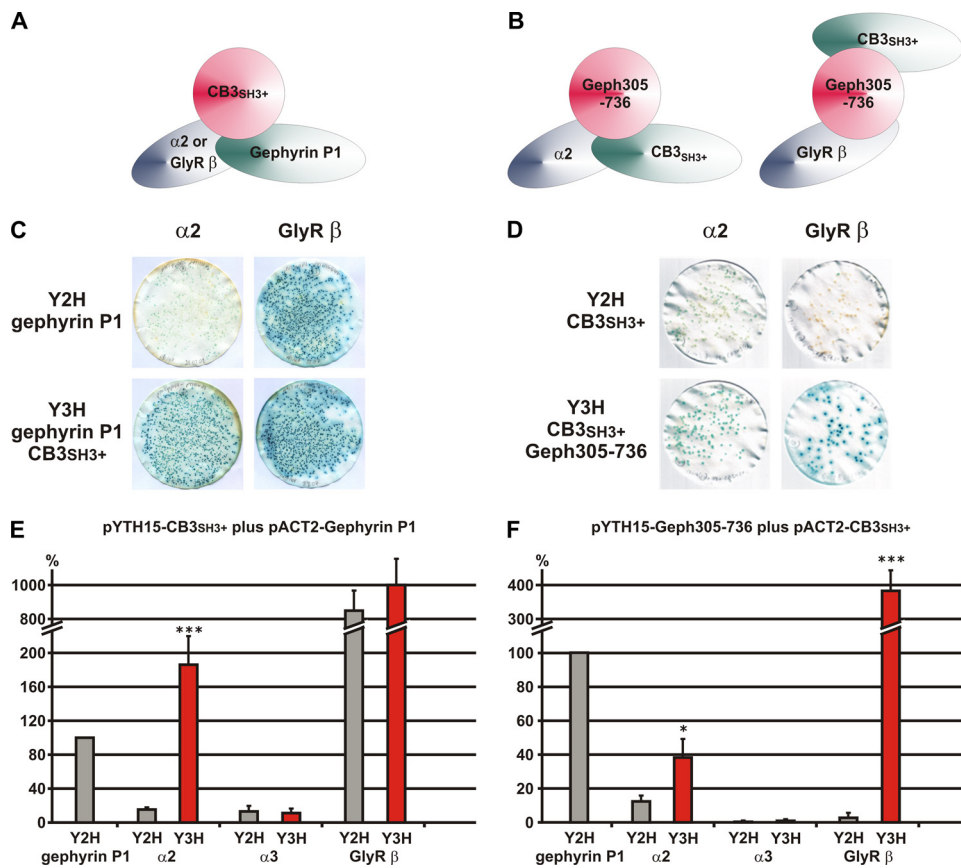 A
B
CB3SH3+
α2 or
GlyR β
Gephyrin P1
Geph305
-736
α2
CB3SH3+
CB3SH3+
Geph305
-736
GlyR β
C
α2 GlyR β
Y2H
gephyrin P1
Y3H
gephyrin P1
CB3SH3+
D
α2 GlyR β
Y2H
CB3SH3+
Y3H
CB3SH3+
Geph305-736
E pYTH15-CB3SH3+ plus pACT2-Gephyrin P1
%
1000
800
200
160
120
80
40
0
***
Y2H Y2H Y3H Y2H Y3H Y2H Y3H
gephyrin P1 α2 α3 GlyR β
F pYTH15-Geph305-736 plus pACT2-CB3SH3+
%
400
300
100
80
60
40
20
0
*
***
Y2H Y2H Y3H Y2H Y3H Y2H Y3H
gephyrin P1 α2 α3 GlyR β